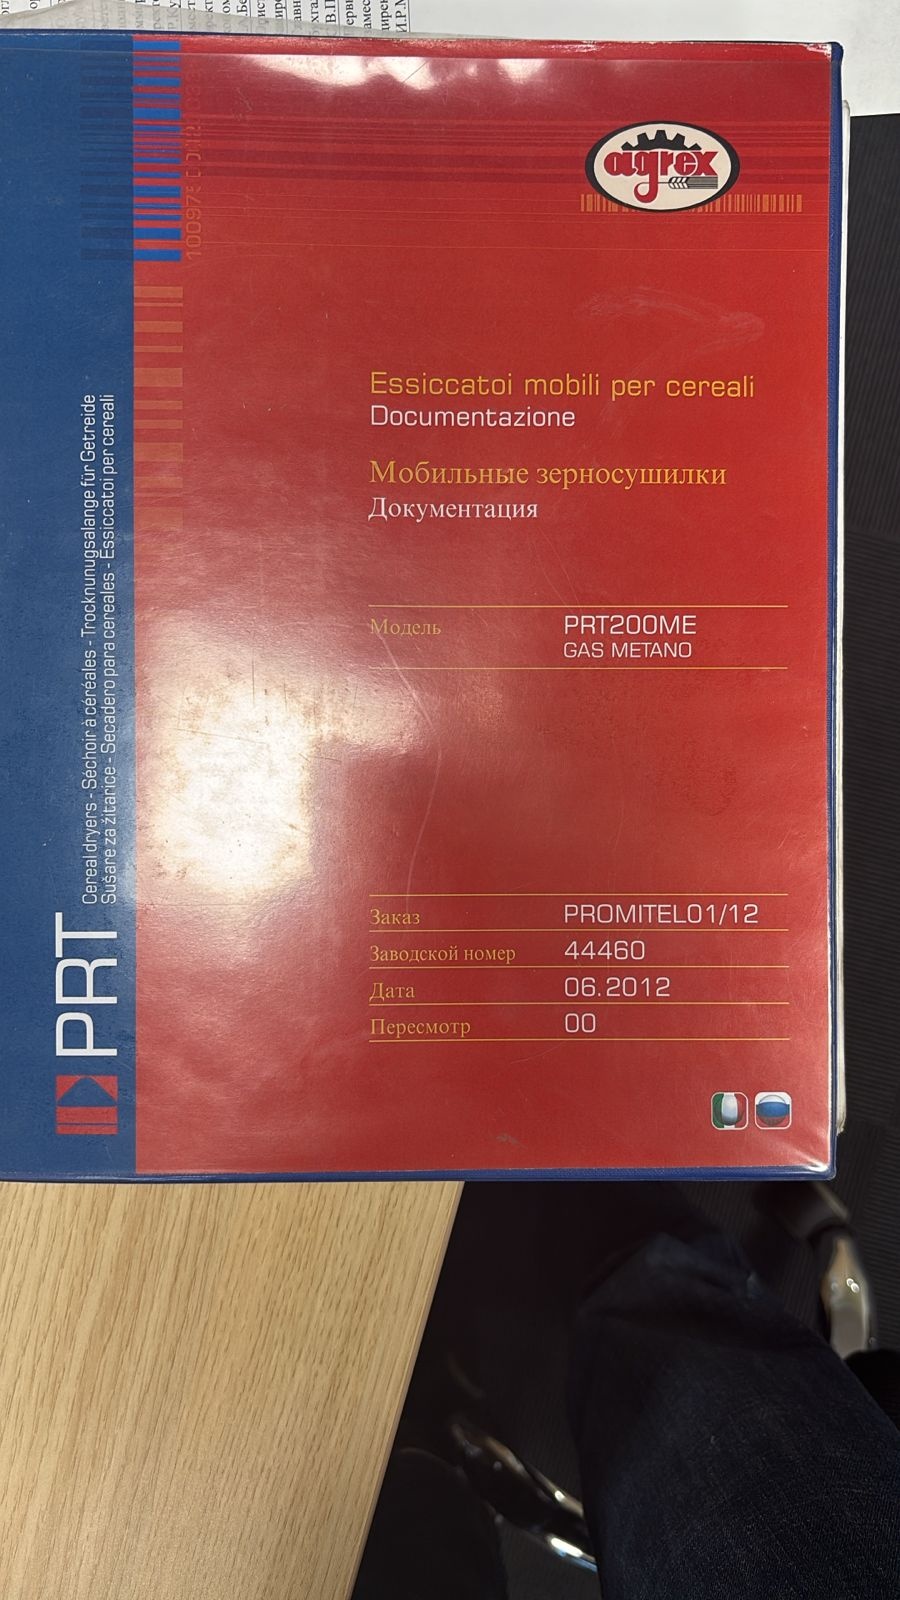 agrex
Essiccatoi mobili per cereali
Documentazione
Мобильные зерносушилки
Документация
Модель PRT200ME
GAS METANO
Заказ PROMITEL01/12
Заводской номер 44460
Дата 06.2012
Пересмотр 00
PRT
Cereal dryers - Séchoir à céréales - Trocknunugsalange für Getreide
Sušare za žitarice - Secadero para cereales - Essiccatoi per cereali